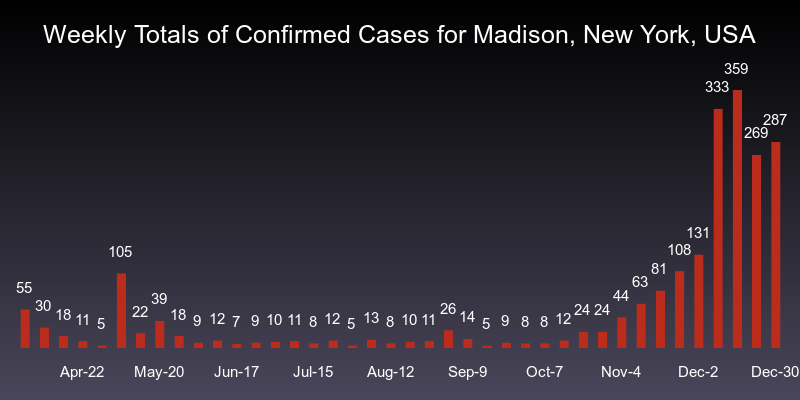 Weekly Totals of Confirmed Cases for Madison, New York, USA
55 30 18 11 5 105 22 39 18 9 12 7 9 10 11 8 12 5 13 8 10 11 26 14 5 9 8 8 12 24 24 44 63 81 108 131 333 359 269 287
Apr-22 May-20 Jun-17 Jul-15 Aug-12 Sep-9 Oct-7 Nov-4 Dec-2 Dec-30